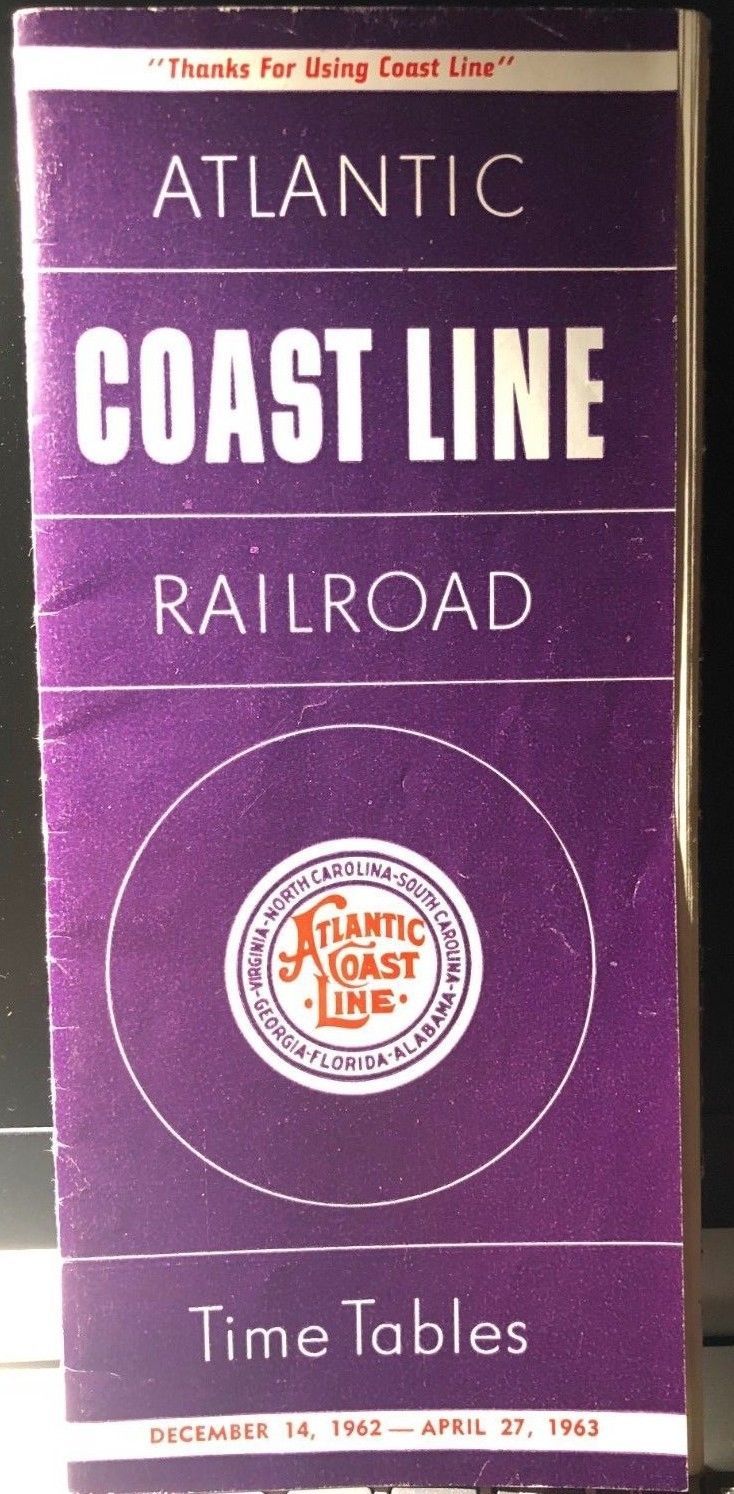 "Thanks For Using Coast Line"
ATLANTIC
COAST LINE
RAILROAD
VIRGINIA-NORTH CAROLINA-SOUTH CAROLINA-
GEORGIA-FLORIDA-ALABAMA-
ATLANTIC
COAST
·LINE·
Time Tables
DECEMBER 14, 1962 — APRIL 27, 1963